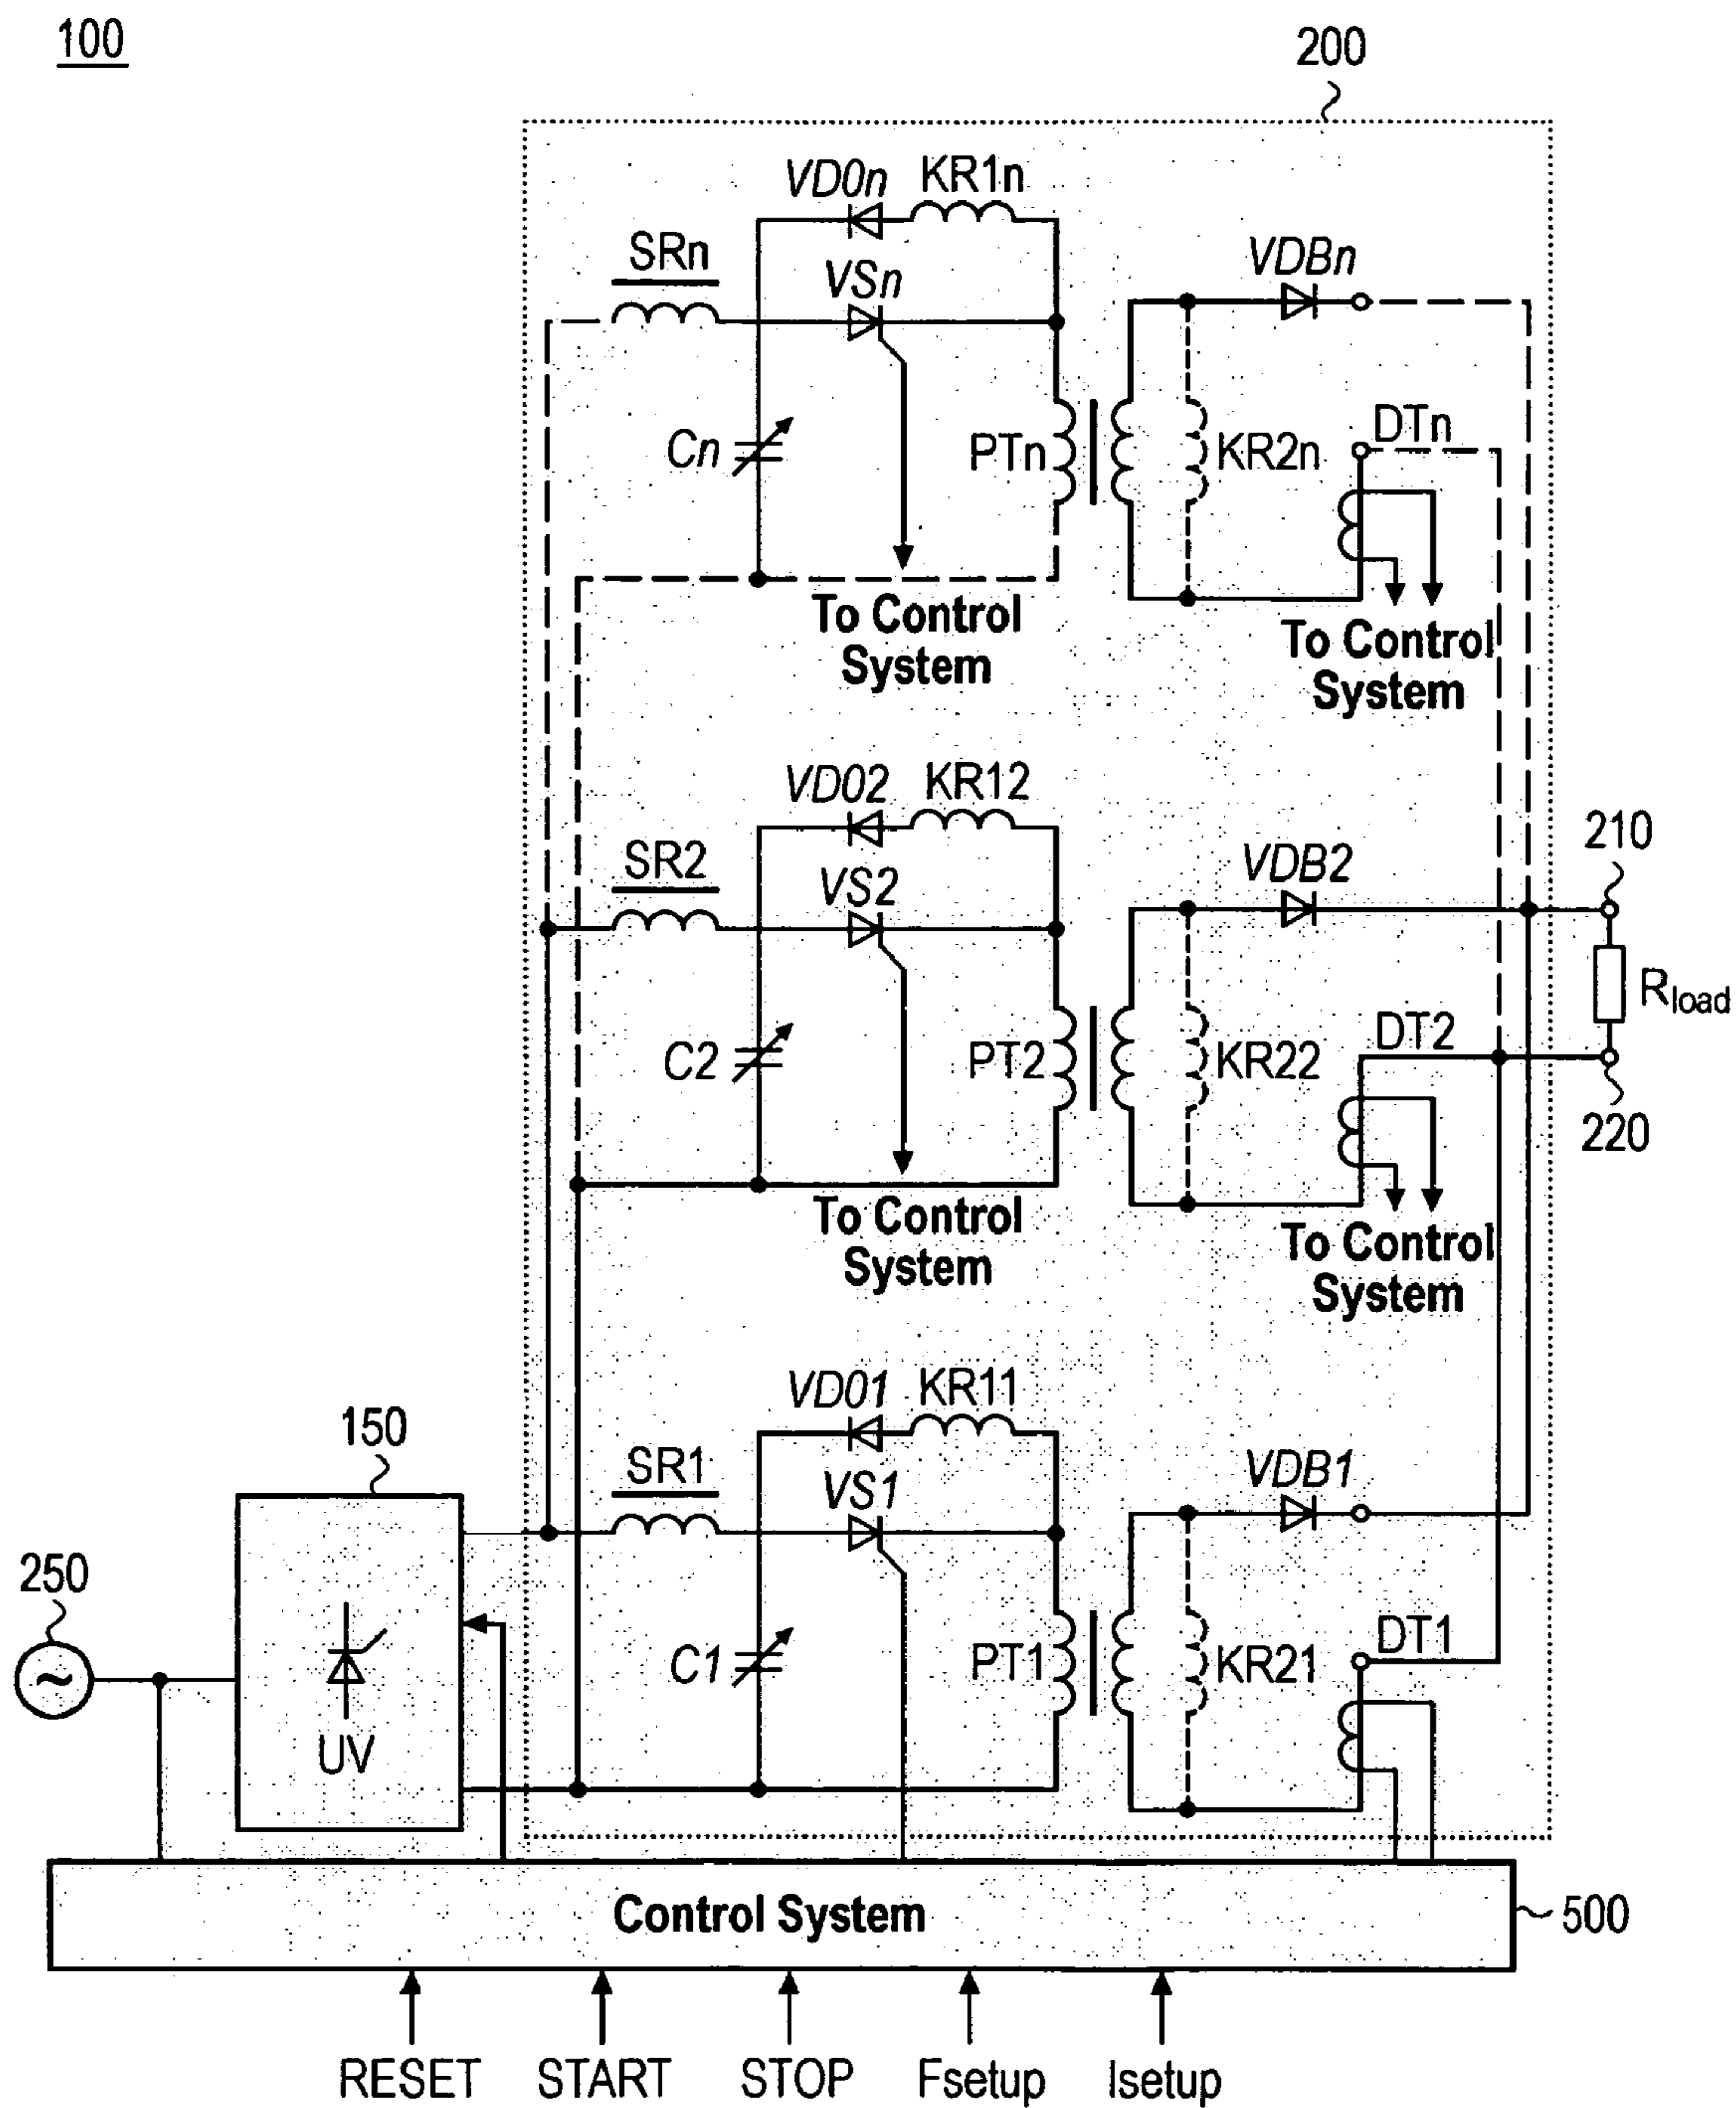 100
200
VD0n KR1n
SRn
VSn
VDBn
Cn
PTn
KR2n
DTn
To Control
System
To Control
System
VD02 KR12
SR2
VS2
VDB2
210
C2
PT2
KR22
DT2
Rload
220
To Control
System
To Control
System
VD01 KR11
150
SR1
VS1
VDB1
250
C1
PT1
KR21
DT1
UV
~
Control System
500
RESET START STOP Fsetup Isetup